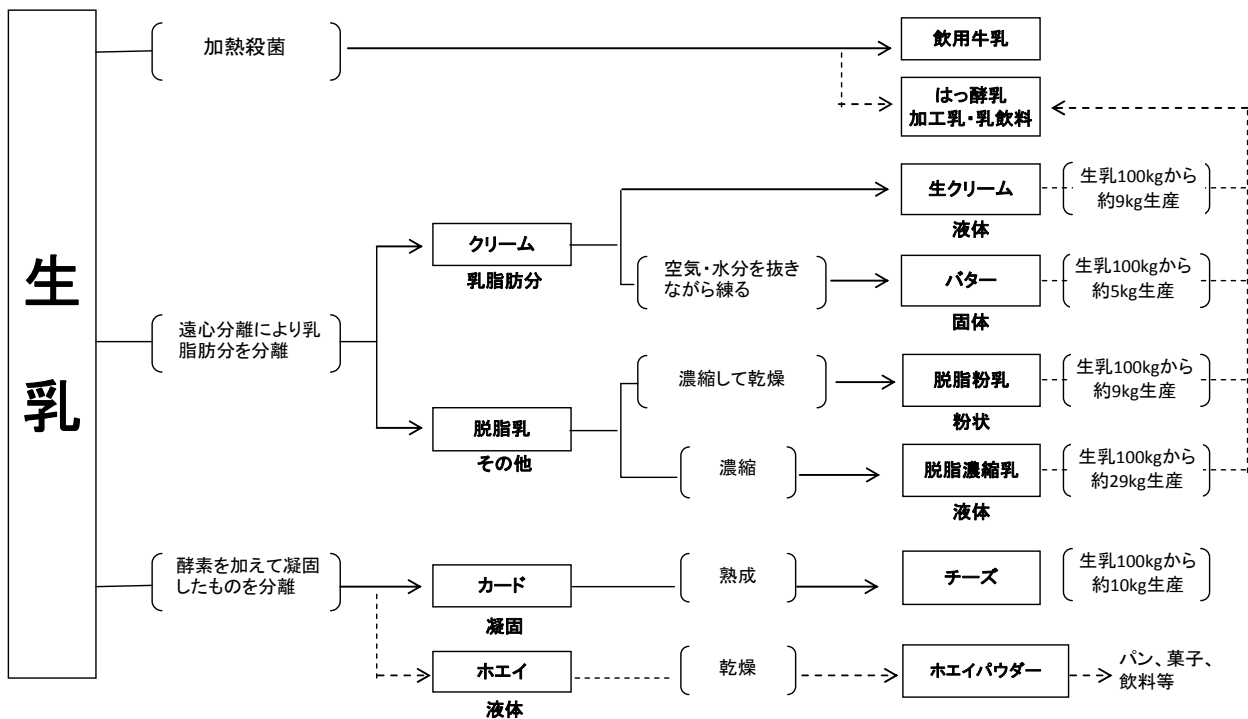 生
乳
加熱殺菌
飲用牛乳
はっ酵乳
加工乳・乳飲料
遠心分離により乳
脂肪分を分離
クリーム
乳脂肪分
生クリーム
液体
生乳100kgから
約9kg生産
空気・水分を抜き
ながら練る
バター
固体
生乳100kgから
約5kg生産
脱脂乳
その他
濃縮して乾燥
脱脂粉乳
粉状
生乳100kgから
約9kg生産
濃縮
脱脂濃縮乳
液体
生乳100kgから
約29kg生産
酵素を加えて凝固
したものを分離
カード
凝固
熟成
チーズ
生乳100kgから
約10kg生産
ホエイ
液体
乾燥
ホエイパウダー
パン、菓子、
飲料等